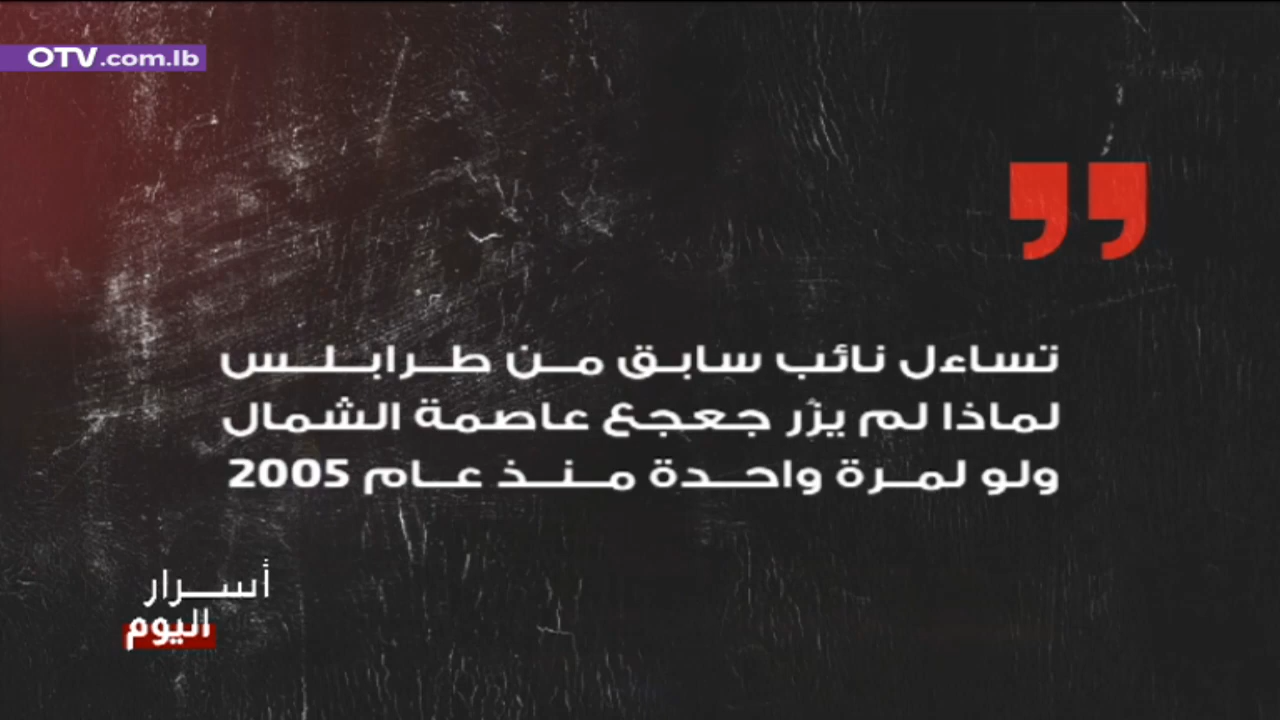 OTV.com.lb
تساءل نائب سابق من طرابلس
لماذا لم يزُر جعجع عاصمة الشمال
ولو لمرة واحدة منذ عام 2005
أسرار
اليوم